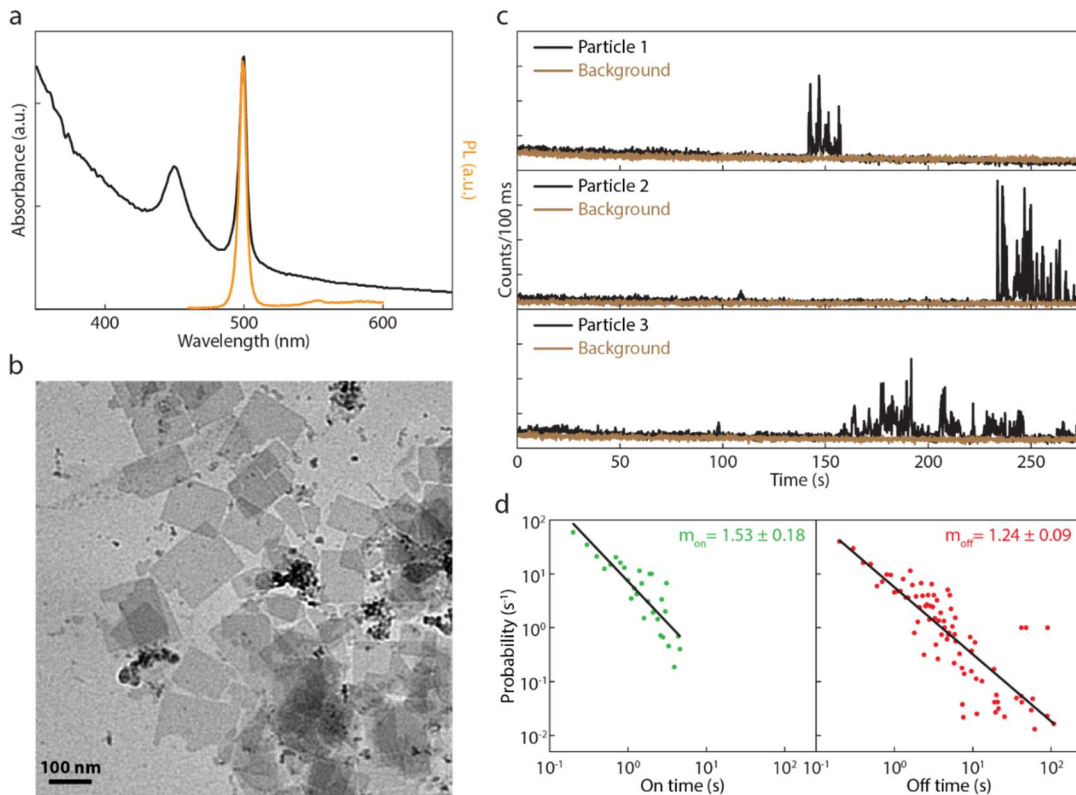 a
Absorbance (a.u.)
PL (a.u.)
400
500
600
Wavelength (nm)
b
100 nm
c
Particle 1
Background
Particle 2
Background
Particle 3
Background
Counts/100 ms
0
50
100
150
200
250
Time (s)
d
Probability (s⁻¹)
10²
10¹
10⁰
10⁻¹
10⁻²
m_on = 1.53 ± 0.18
m_off = 1.24 ± 0.09
10⁻¹
10⁰
10¹
10²
On time (s)
10⁻¹
10⁰
10¹
10²
Off time (s)